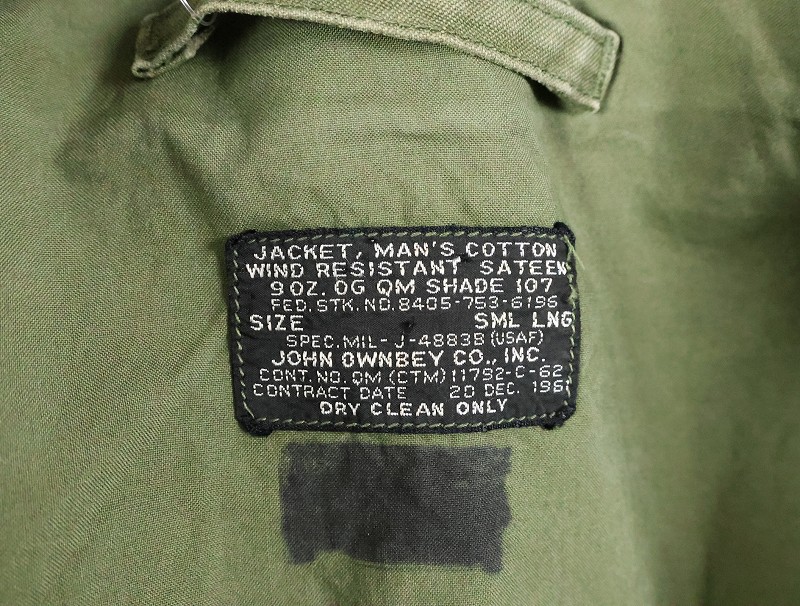 JACKET, MAN'S COTTON
WIND RESISTANT SATEEN
9 OZ. OG QM SHADE 107
FED. STK. NO. 8405-753-6196
SIZE SML LNG
SPEC. MIL-J-4883B (USAF)
JOHN OWNBEY CO., INC.
CONT. NO. QM (CTM) 11792-C-62
CONTRACT DATE 20 DEC. 1961
DRY CLEAN ONLY